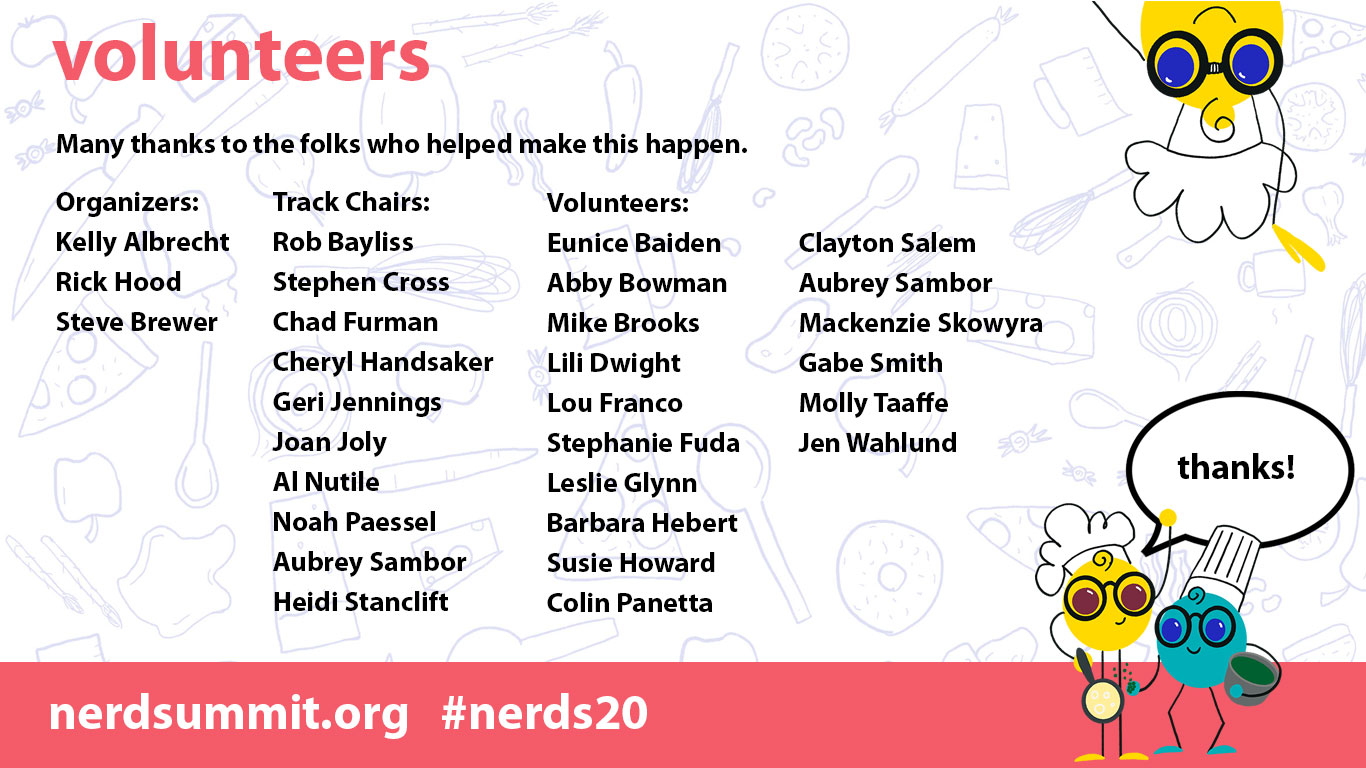 volunteers
Many thanks to the folks who helped make this happen.
Organizers:
Kelly Albrecht
Rick Hood
Steve Brewer
Track Chairs:
Rob Bayliss
Stephen Cross
Chad Furman
Cheryl Handsaker
Geri Jennings
Joan Joly
Al Nutile
Noah Paessel
Aubrey Sambor
Heidi Stanclift
Volunteers:
Eunice Baiden
Abby Bowman
Mike Brooks
Lili Dwight
Lou Franco
Stephanie Fuda
Leslie Glynn
Barbara Hebert
Susie Howard
Colin Panetta
Clayton Salem
Aubrey Sambor
Mackenzie Skowyra
Gabe Smith
Molly Taaffe
Jen Wahlund
thanks!
nerdsummit.org #nerds20